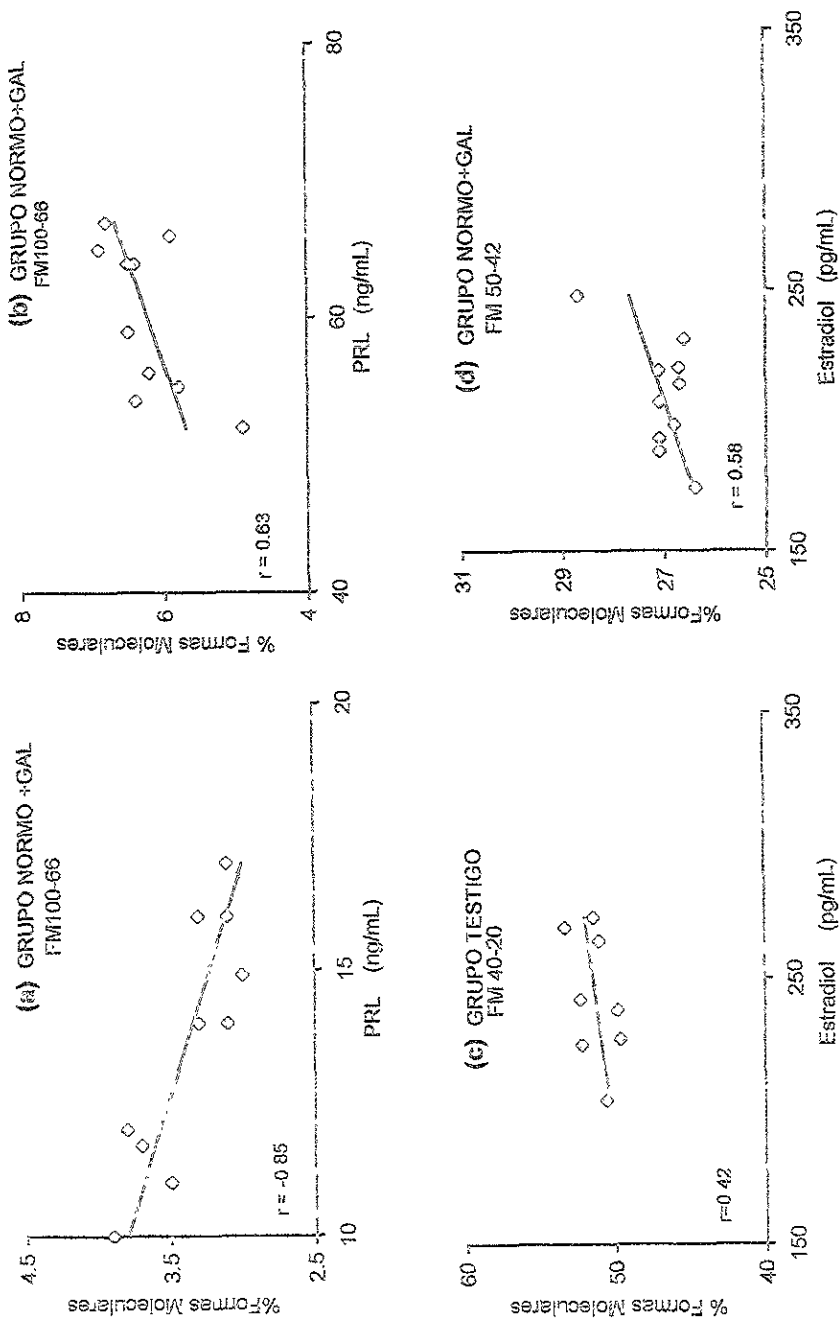 (a) GRUPO NORMO +GAL
FM100-66
4.5
3.5
2.5
% Formas Moleculares
r = -0 85
10
15
20
PRL (ng/mL)
(b) GRUPO NORMO+GAL
FM100-66
8
6
4
% Formas Moleculares
r = 0.63
40
60
80
PRL (ng/mL)
(c) GRUPO TESTIGO
FM 40-20
60
50
40
% Formas Moleculares
r=0 42
150
250
350
Estradiol (pg/mL)
(d) GRUPO NORMO+GAL
FM 50-42
31
29
27
25
%Formas Moleculares
r = 0.58
150
250
350
Estradiol (pg/mL)